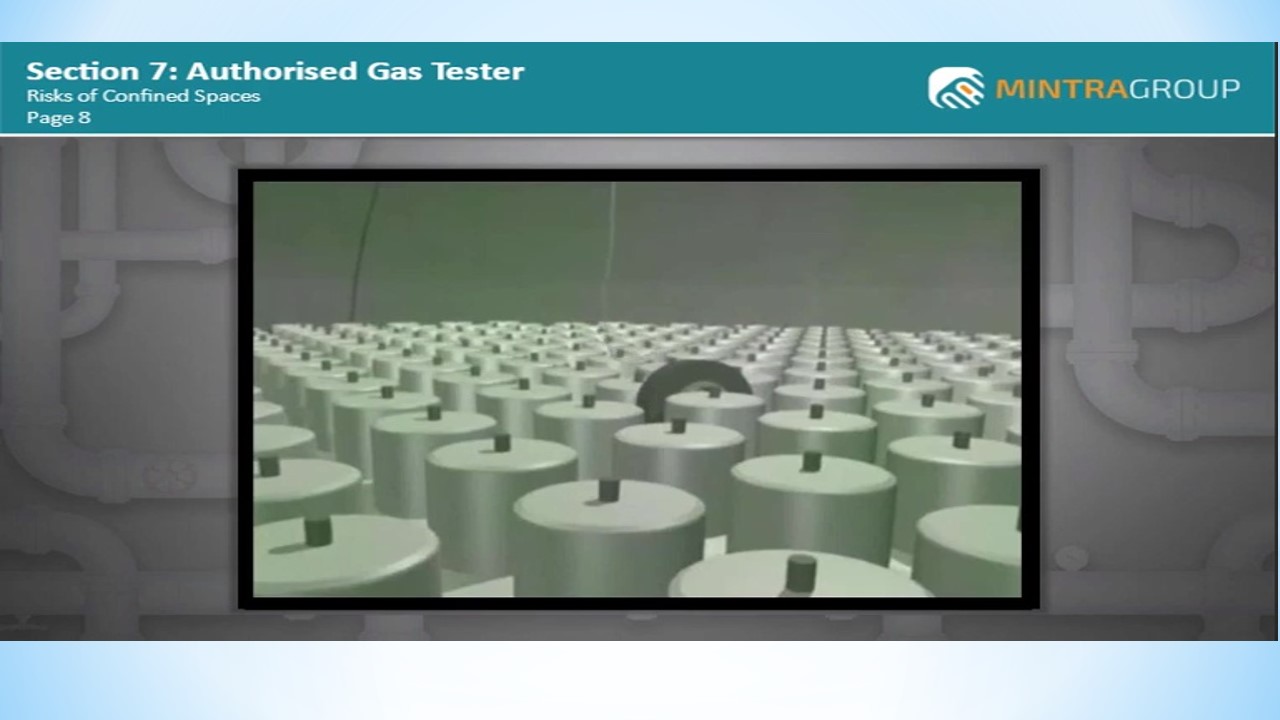 Section 7: Authorised Gas Tester
Risks of Confined Spaces
Page 8
MINTRAGROUP